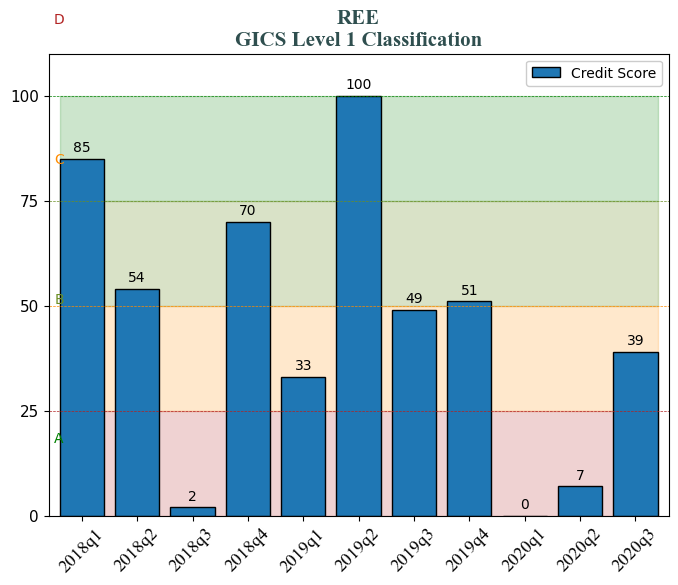 D
REE
GICS Level 1 Classification
Credit Score
100
75
50
25
0
C
B
A
85
54
2
70
33
100
49
51
0
7
39
2018q1
2018q2
2018q3
2018q4
2019q1
2019q2
2019q3
2019q4
2020q1
2020q2
2020q3